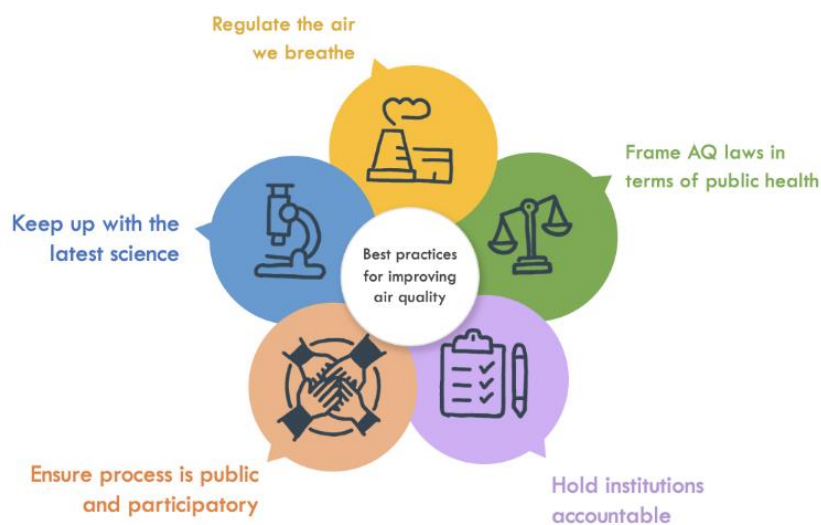 Regulate the air
we breathe
Frame AQ laws in
terms of public health
Keep up with the
latest science
Best practices
for improving
air quality
Ensure process is public
and participatory
Hold institutions
accountable